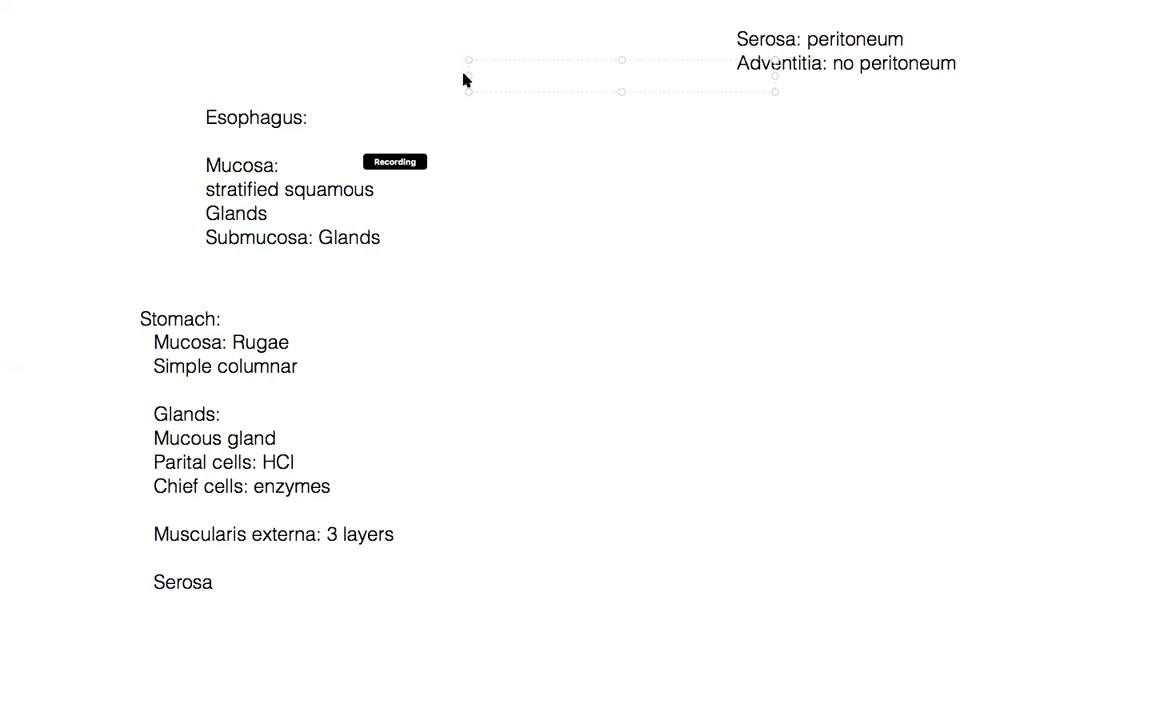 Serosa: peritoneum
Adventitia: no peritoneum
Esophagus:
Mucosa:
Recording
stratified squamous
Glands
Submucosa: Glands
Stomach:
Mucosa: Rugae
Simple columnar
Glands:
Mucous gland
Parital cells: HCl
Chief cells: enzymes
Muscularis externa: 3 layers
Serosa